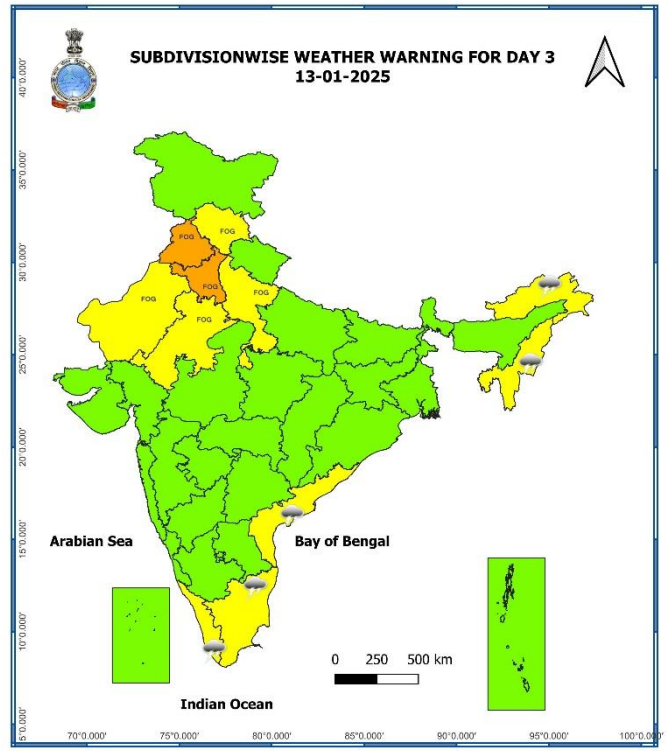 SUBDIVISIONWISE WEATHER WARNING FOR DAY 3
13-01-2025
40°0.000'
35°0.000'
30°0.000'
25°0.000'
20°0.000'
15°0.000'
10°0.000'
5°0.000'
FOG
FOG
FOG
FOG
FOG
FOG
Arabian Sea
Bay of Bengal
0 250 500 km
Indian Ocean
70°0.000' 75°0.000' 80°0.000' 85°0.000' 90°0.000' 95°0.000' 100°0.000'